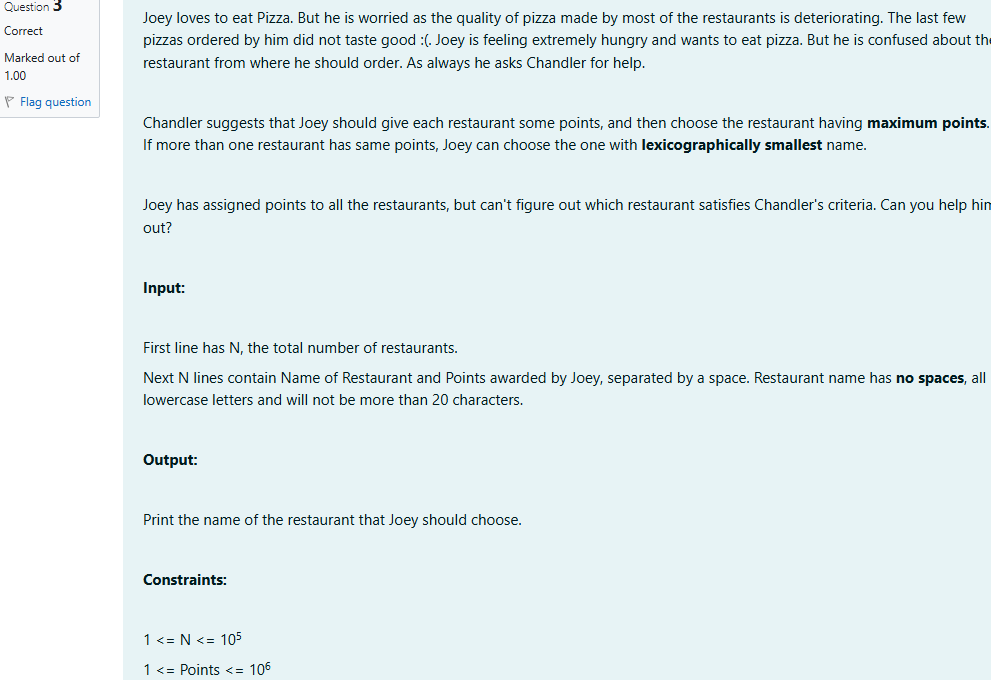 Question 3
Correct
Marked out of
1.00
Flag question
Joey loves to eat Pizza. But he is worried as the quality of pizza made by most of the restaurants is deteriorating. The last few
pizzas ordered by him did not taste good :(. Joey is feeling extremely hungry and wants to eat pizza. But he is confused about the
restaurant from where he should order. As always he asks Chandler for help.
Chandler suggests that Joey should give each restaurant some points, and then choose the restaurant having maximum points.
If more than one restaurant has same points, Joey can choose the one with lexicographically smallest name.
Joey has assigned points to all the restaurants, but can't figure out which restaurant satisfies Chandler's criteria. Can you help him
out?
Input:
First line has N, the total number of restaurants.
Next N lines contain Name of Restaurant and Points awarded by Joey, separated by a space. Restaurant name has no spaces, all
lowercase letters and will not be more than 20 characters.
Output:
Print the name of the restaurant that Joey should choose.
Constraints:
1 <= N <= 10⁵
1 <= Points <= 10⁶